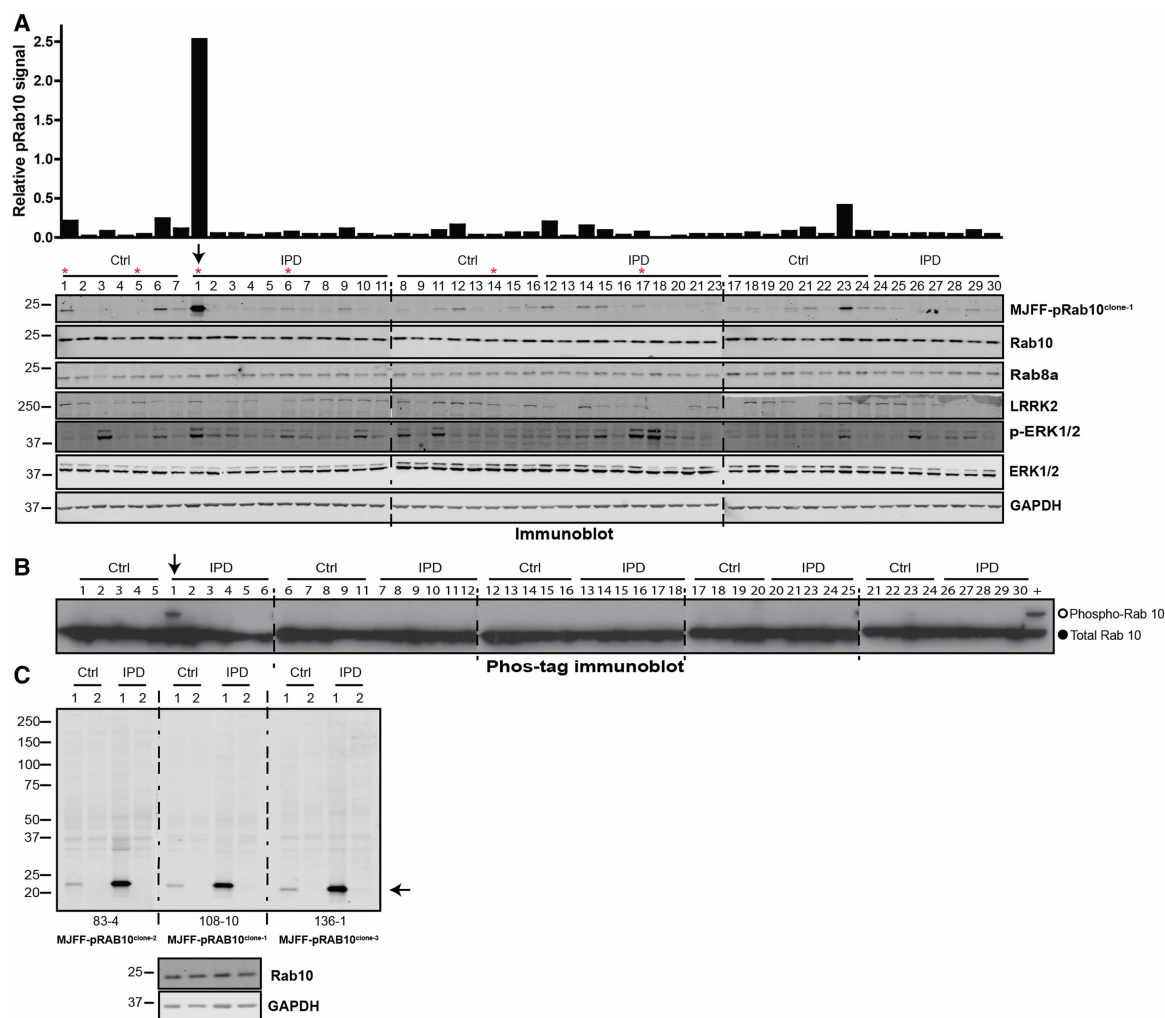 A
Relative pRab10 signal
2.5
2.0
1.5
1.0
0.5
0.0
Ctrl IPD Ctrl IPD Ctrl IPD
* * * * * *
1 2 3 4 5 6 7 1 2 3 4 5 6 7 8 9 10 11 8 9 11 12 13 14 15 16 12 13 14 15 16 17 18 20 21 23 17 18 19 20 21 22 23 24 24 25 26 27 28 29 30
25 MJFF-pRab10clone-1
25 Rab10
25 Rab8a
250 LRRK2
37 p-ERK1/2
37 ERK1/2
37 GAPDH
Immunoblot
B
Ctrl IPD Ctrl IPD Ctrl IPD Ctrl IPD Ctrl IPD
1 2 3 4 5 1 3 4 5 6 6 7 8 9 11 7 8 9 10 11 12 12 13 14 15 16 13 14 15 16 17 18 17 18 19 20 20 21 23 24 25 21 22 23 24 26 27 28 29 30 +
Phospho-Rab 10
Total Rab 10
Phos-tag immunoblot
C
Ctrl IPD Ctrl IPD Ctrl IPD
1 2 1 2 1 2 1 2 1 2 1 2
250
150
100
75
50
37
25
20
83-4 108-10 136-1
MJFF-pRAB10clone-2 MJFF-pRAB10clone-1 MJFF-pRAB10clone-3
25 Rab10
37 GAPDH